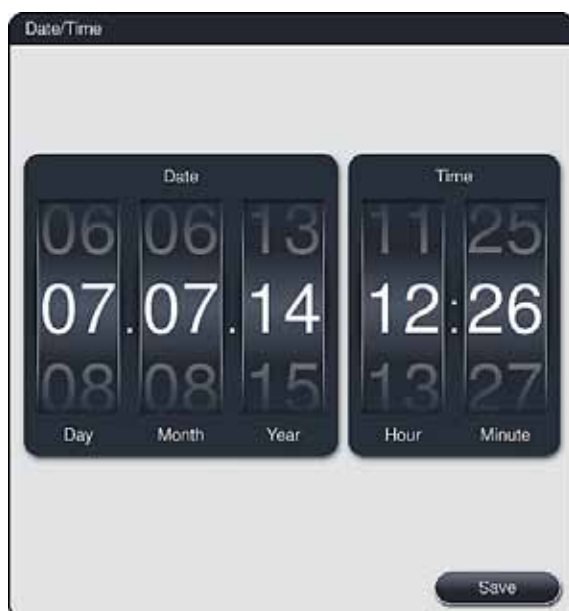 Date/Time
Date Time
06 06 13 11 25
07.07.14 12:26
08 08 15 13 27
Day Month Year Hour Minute
Save